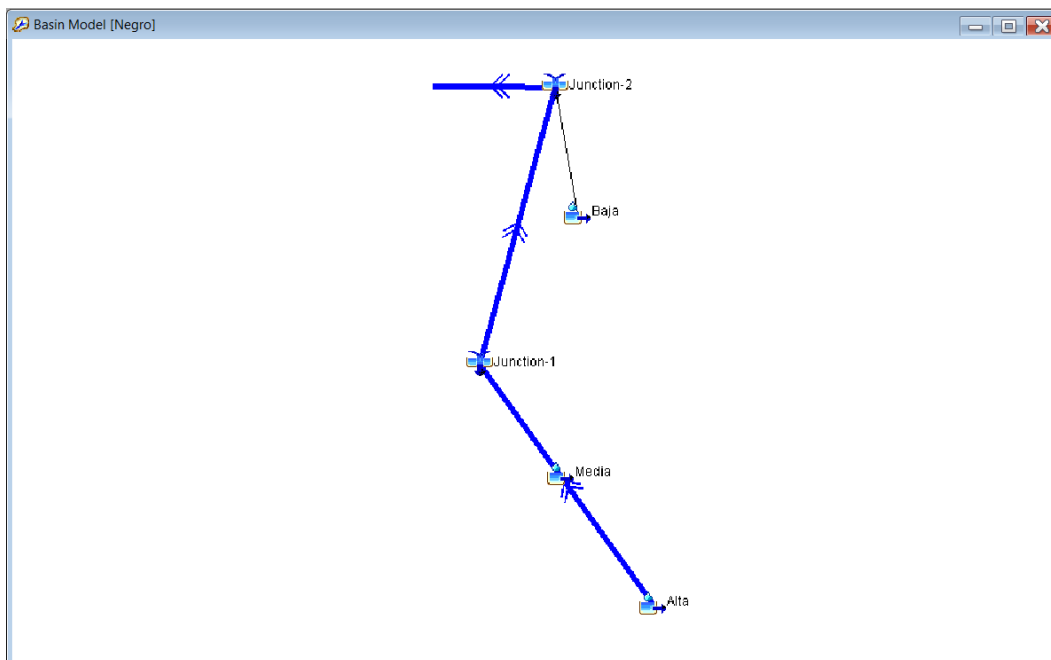 Basin Model [Negro]
Junction-2
Baja
Junction-1
Media
Alta